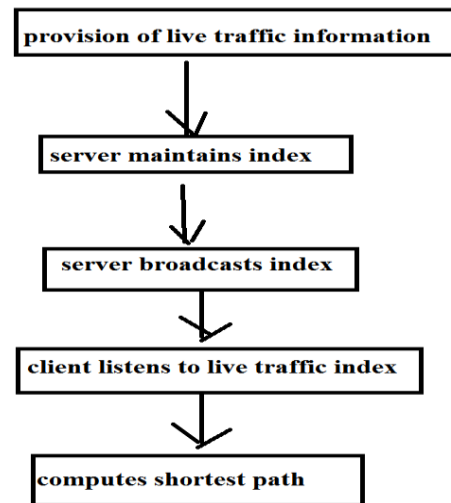 provision of live traffic information
server maintains index
server broadcasts index
client listens to live traffic index
computes shortest path